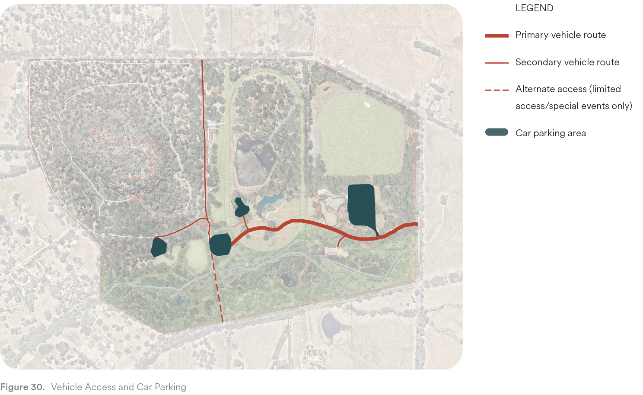 LEGEND
Primary vehicle route
Secondary vehicle route
Alternate access (limited
access/special events only)
Car parking area
Figure 30. Vehicle Access and Car Parking